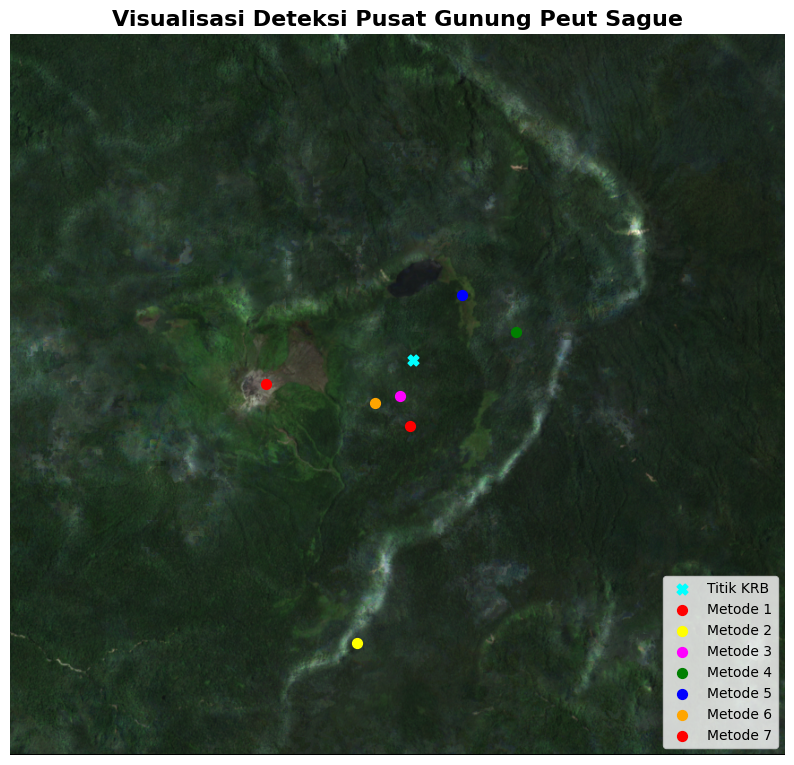 Visualisasi Deteksi Pusat Gunung Peut Sague
Titik KRB
Metode 1
Metode 2
Metode 3
Metode 4
Metode 5
Metode 6
Metode 7